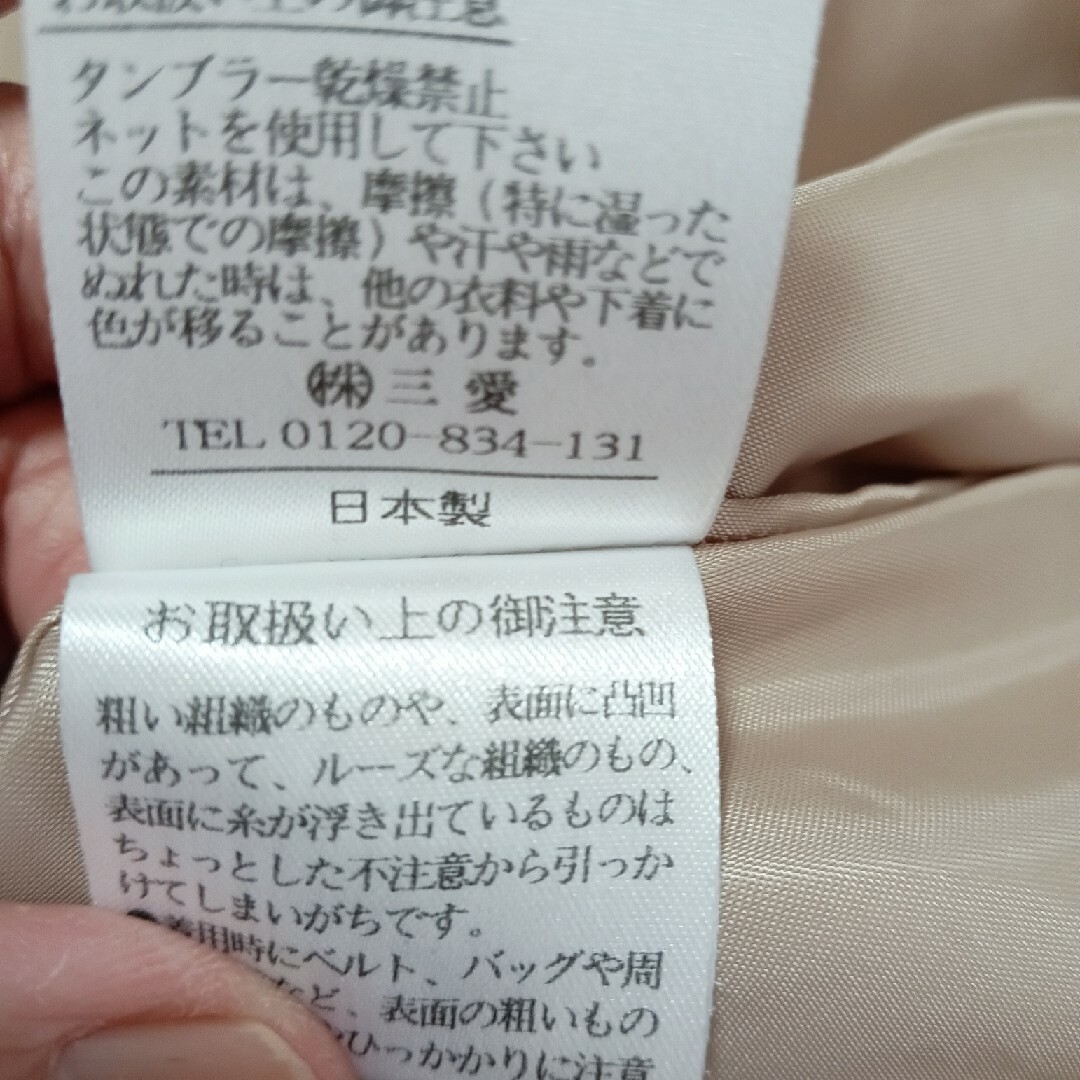 お取扱い上の御注意
タンブラー乾燥禁止
ネットを使用して下さい
この素材は、摩擦(特に湿った
状態での摩擦)や汗や雨などで
ぬれた時は、他の衣料や下着に
色が移ることがあります。
㈱三愛
TEL 0120-834-131
日本製
お取扱い上の御注意
粗い組織のものや、表面に凸凹
があって、ルーズな組織のもの、
表面に糸が浮き出ているものは
ちょっとした不注意から引っか
けてしまいがちです。
●着用時にベルト、バッグや周
など、表面の粗いもの
ひっかかりに注意